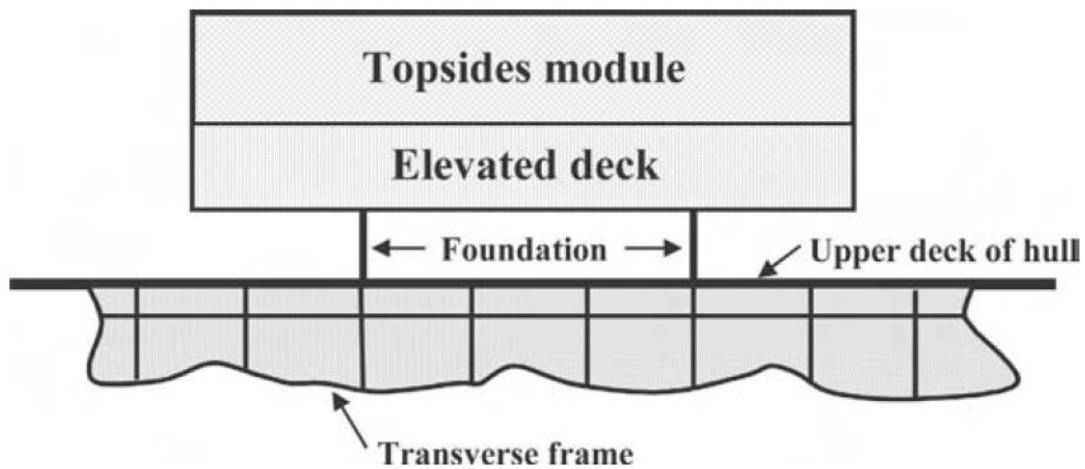 Topsides module
Elevated deck
Foundation
Upper deck of hull
Transverse frame